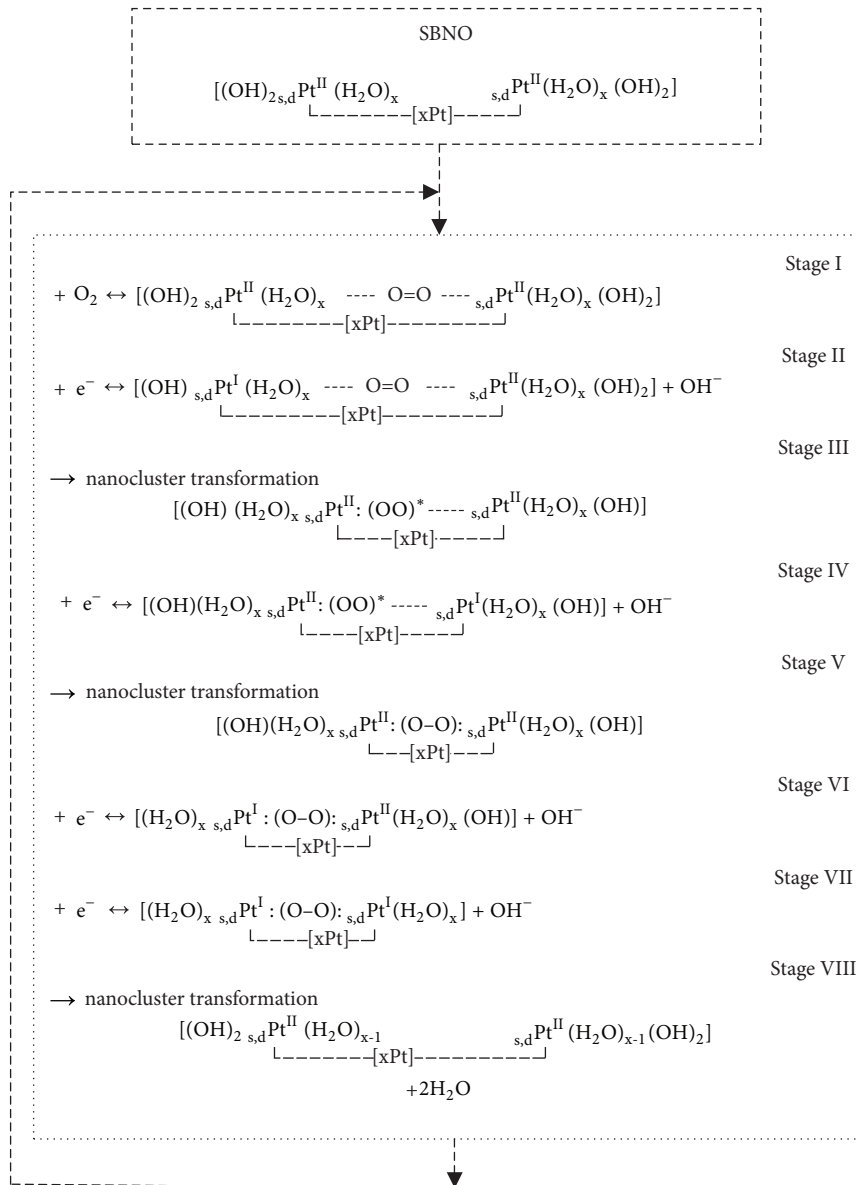 SBNO
[(OH)₂s,dPtᴵᴵ (H₂O)ₓ s,dPtᴵᴵ(H₂O)ₓ (OH)₂]
[xPt]
Stage I
+ O₂ ↔ [(OH)₂ s,dPtᴵᴵ (H₂O)ₓ ---- O=O ---- s,dPtᴵᴵ(H₂O)ₓ (OH)₂]
[xPt]
Stage II
+ e⁻ ↔ [(OH) s,dPtᴵ (H₂O)ₓ ---- O=O ---- s,dPtᴵᴵ(H₂O)ₓ (OH)₂] + OH⁻
[xPt]
Stage III
→ nanocluster transformation
[(OH) (H₂O)ₓ s,dPtᴵᴵ: (OO)* ----- s,dPtᴵᴵ(H₂O)ₓ (OH)]
[xPt]
Stage IV
+ e⁻ ↔ [(OH)(H₂O)ₓ s,dPtᴵᴵ: (OO)* ----- s,dPtᴵ(H₂O)ₓ (OH)] + OH⁻
[xPt]
Stage V
→ nanocluster transformation
[(OH)(H₂O)ₓ s,dPtᴵᴵ: (O–O): s,dPtᴵᴵ(H₂O)ₓ (OH)]
[xPt]
Stage VI
+ e⁻ ↔ [(H₂O)ₓ s,dPtᴵ : (O–O): s,dPtᴵᴵ(H₂O)ₓ (OH)] + OH⁻
[xPt]
Stage VII
+ e⁻ ↔ [(H₂O)ₓ s,dPtᴵ : (O–O): s,dPtᴵ(H₂O)ₓ] + OH⁻
[xPt]
Stage VIII
→ nanocluster transformation
[(OH)₂ s,dPtᴵᴵ (H₂O)ₓ₋₁ s,dPtᴵᴵ (H₂O)ₓ₋₁(OH)₂]
[xPt]
+2H₂O